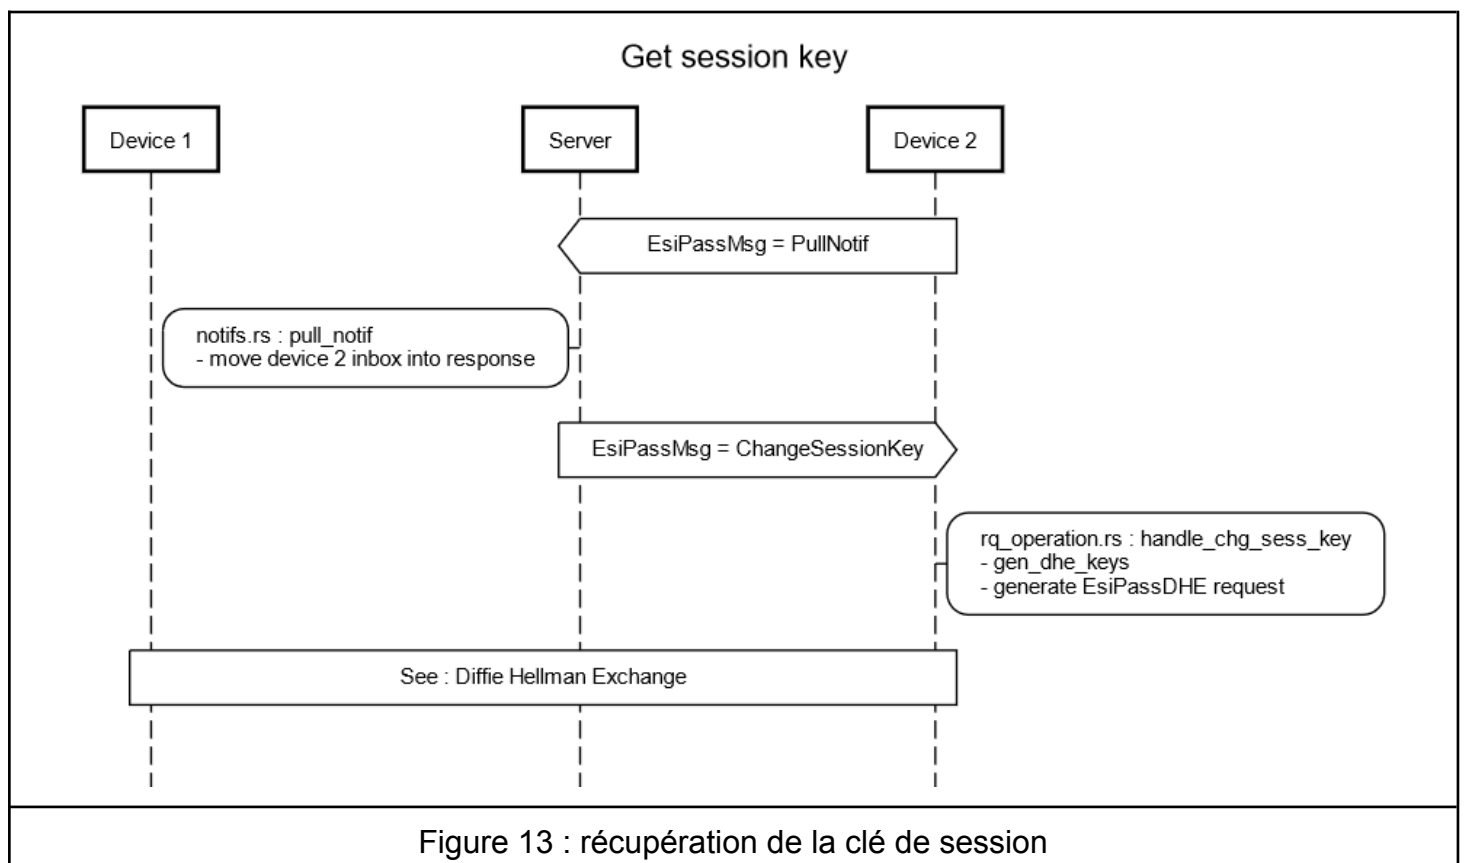 Get session key
Device 1
Server
Device 2
EsiPassMsg = PullNotif
notifs.rs : pull_notif
- move device 2 inbox into response
EsiPassMsg = ChangeSessionKey
rq_operation.rs : handle_chg_sess_key
- gen_dhe_keys
- generate EsiPassDHE request
See : Diffie Hellman Exchange
Figure 13 : récupération de la clé de session